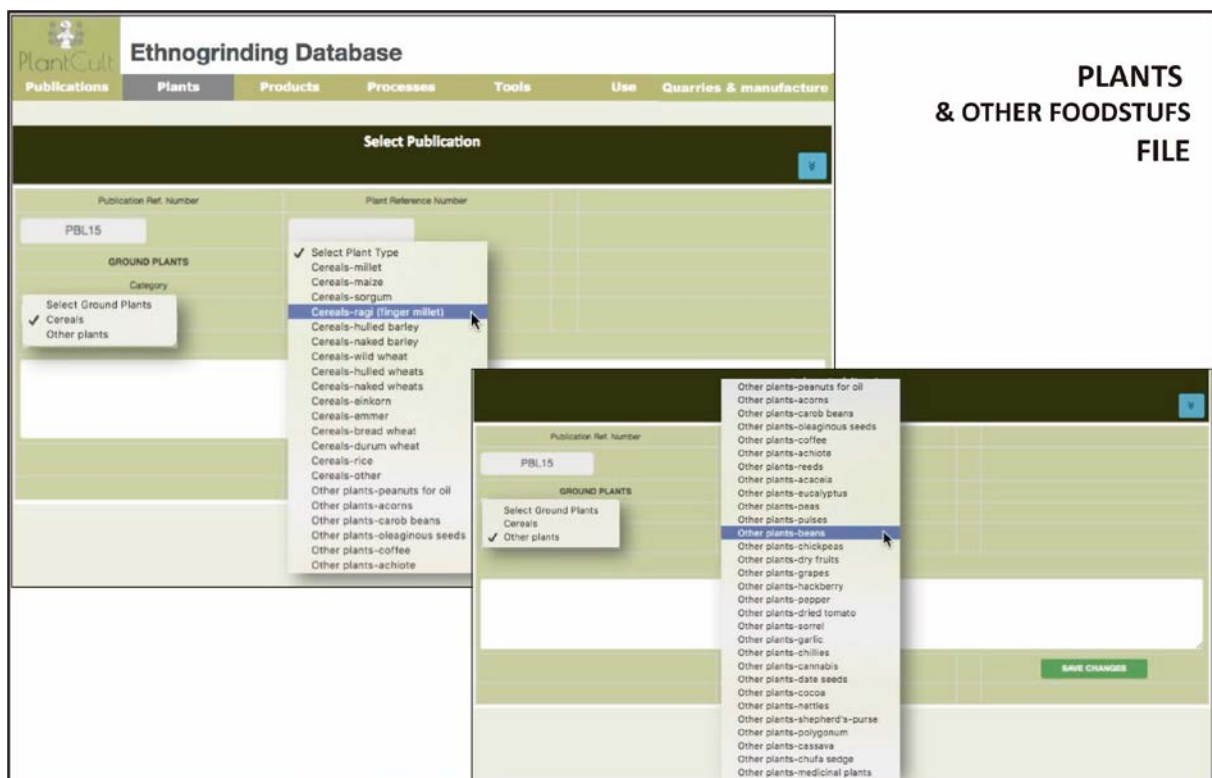 PlantCult
Ethnogrinding Database
PLANTS
& OTHER FOODSTUFS
FILE
Publications Plants Products Processes Tools Use Quarries & manufacture
Select Publication
Publication Ref. Number Plant Reference Number
PBL15
GROUND PLANTS
Category
Select Ground Plants
✓ Cereals
Other plants
✓ Select Plant Type
Cereals-millet
Cereals-maize
Cereals-sorgum
Cereals-ragi (finger millet)
Cereals-hulled barley
Cereals-naked barley
Cereals-wild wheat
Cereals-hulled wheats
Cereals-naked wheats
Cereals-einkorn
Cereals-emmer
Cereals-bread wheat
Cereals-durum wheat
Cereals-rice
Cereals-other
Other plants-peanuts for oil
Other plants-acorns
Other plants-carob beans
Other plants-oleaginous seeds
Other plants-coffee
Other plants-achiote
Publication Ref. Number
PBL15
GROUND PLANTS
Select Ground Plants
Cereals
✓ Other plants
Other plants-peanuts for oil
Other plants-acorns
Other plants-carob beans
Other plants-oleaginous seeds
Other plants-coffee
Other plants-achiote
Other plants-reeds
Other plants-acaceia
Other plants-eucalyptus
Other plants-peas
Other plants-pulses
Other plants-beans
Other plants-chickpeas
Other plants-dry fruits
Other plants-grapes
Other plants-hackberry
Other plants-pepper
Other plants-dried tomato
Other plants-sorrel
Other plants-garlic
Other plants-chillies
Other plants-cannabis
Other plants-date seeds
Other plants-cocoa
Other plants-nettles
Other plants-shepherd's-purse
Other plants-polygonum
Other plants-cassava
Other plants-chufa sedge
Other plants-medicinal plants
SAVE CHANGES